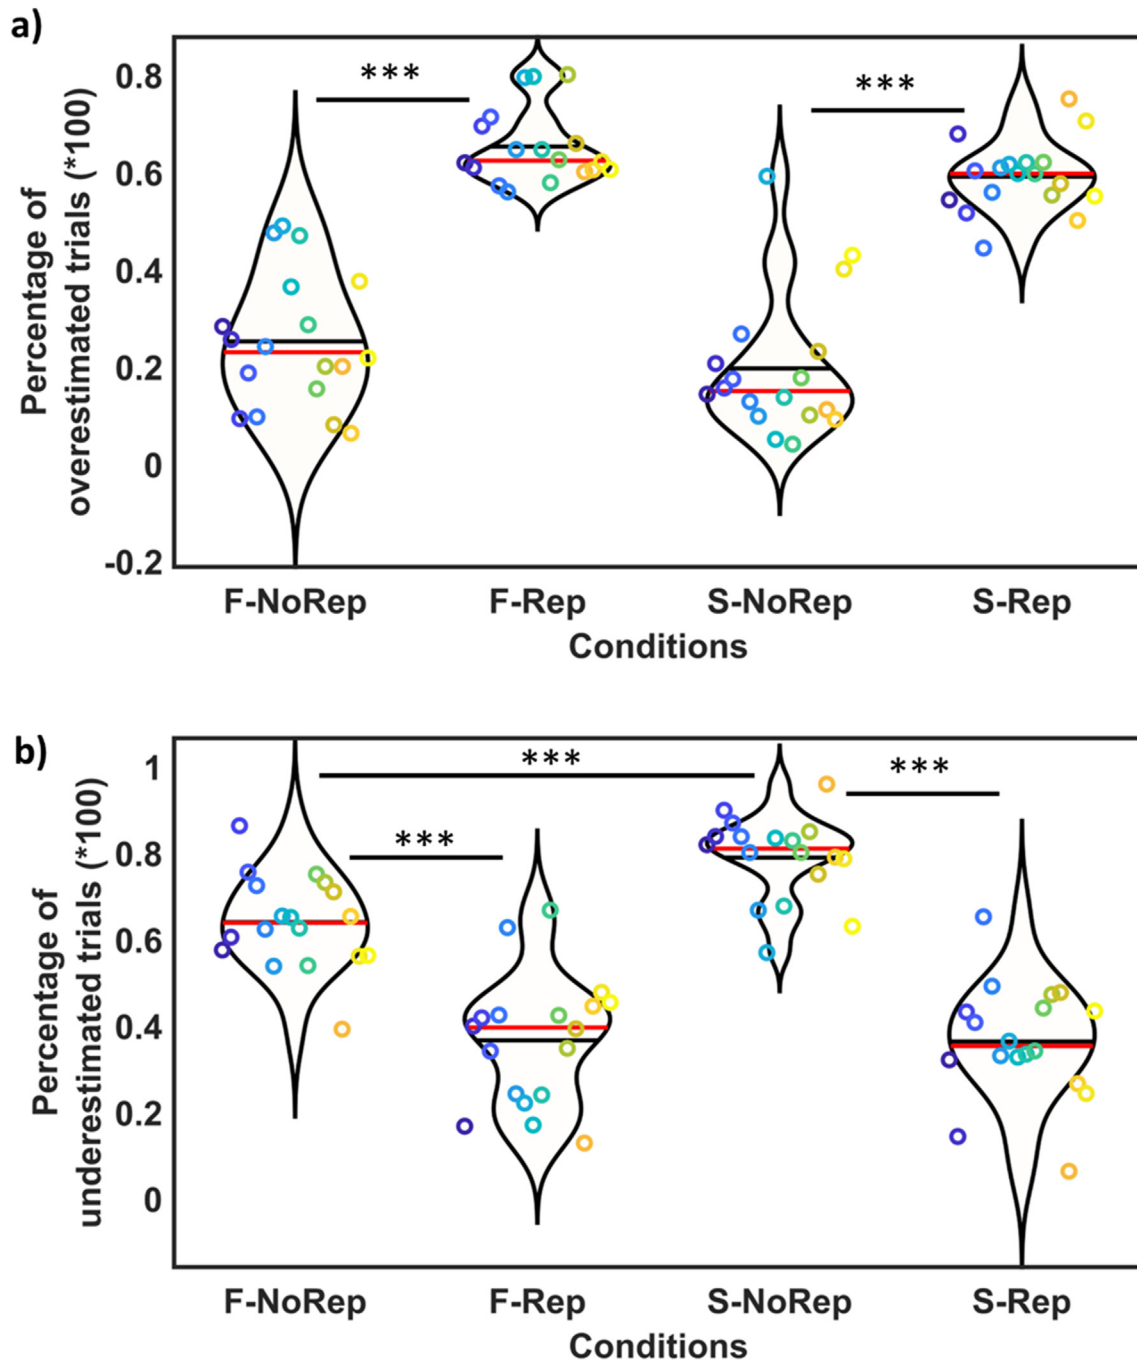 a)
Percentage of
overestimated trials (*100)
0.8
0.6
0.4
0.2
0
-0.2
***
***
F-NoRep F-Rep S-NoRep S-Rep
Conditions
b)
Percentage of
underestimated trials (*100)
1
0.8
0.6
0.4
0.2
0
***
***
***
F-NoRep F-Rep S-NoRep S-Rep
Conditions